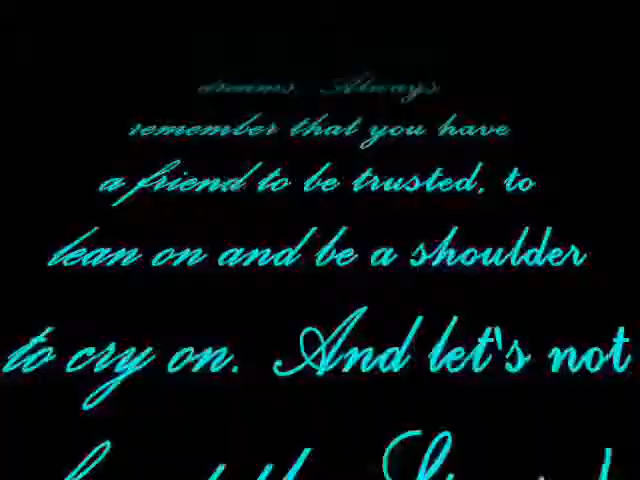 dreams. Always
remember that you have
a friend to be trusted, to
lean on and be a shoulder
to cry on. And let's not